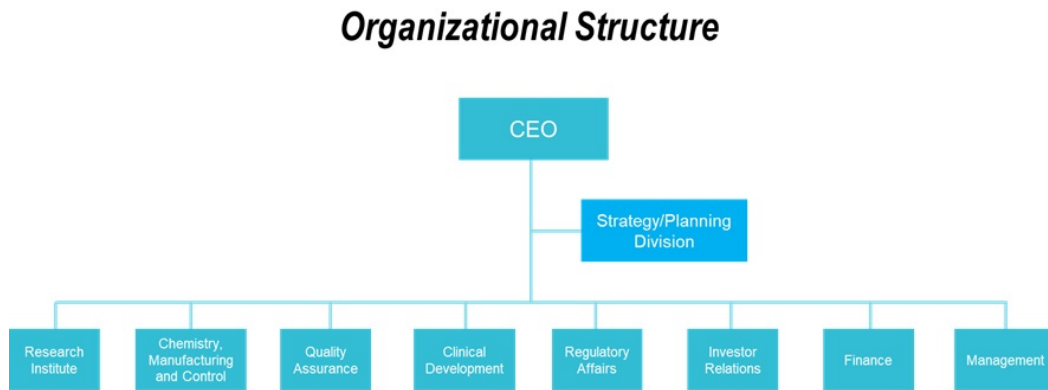 Organizational Structure
CEO
Strategy/Planning
Division
Research
Institute
Chemistry,
Manufacturing
and Control
Quality
Assurance
Clinical
Development
Regulatory
Affairs
Investor
Relations
Finance
Management